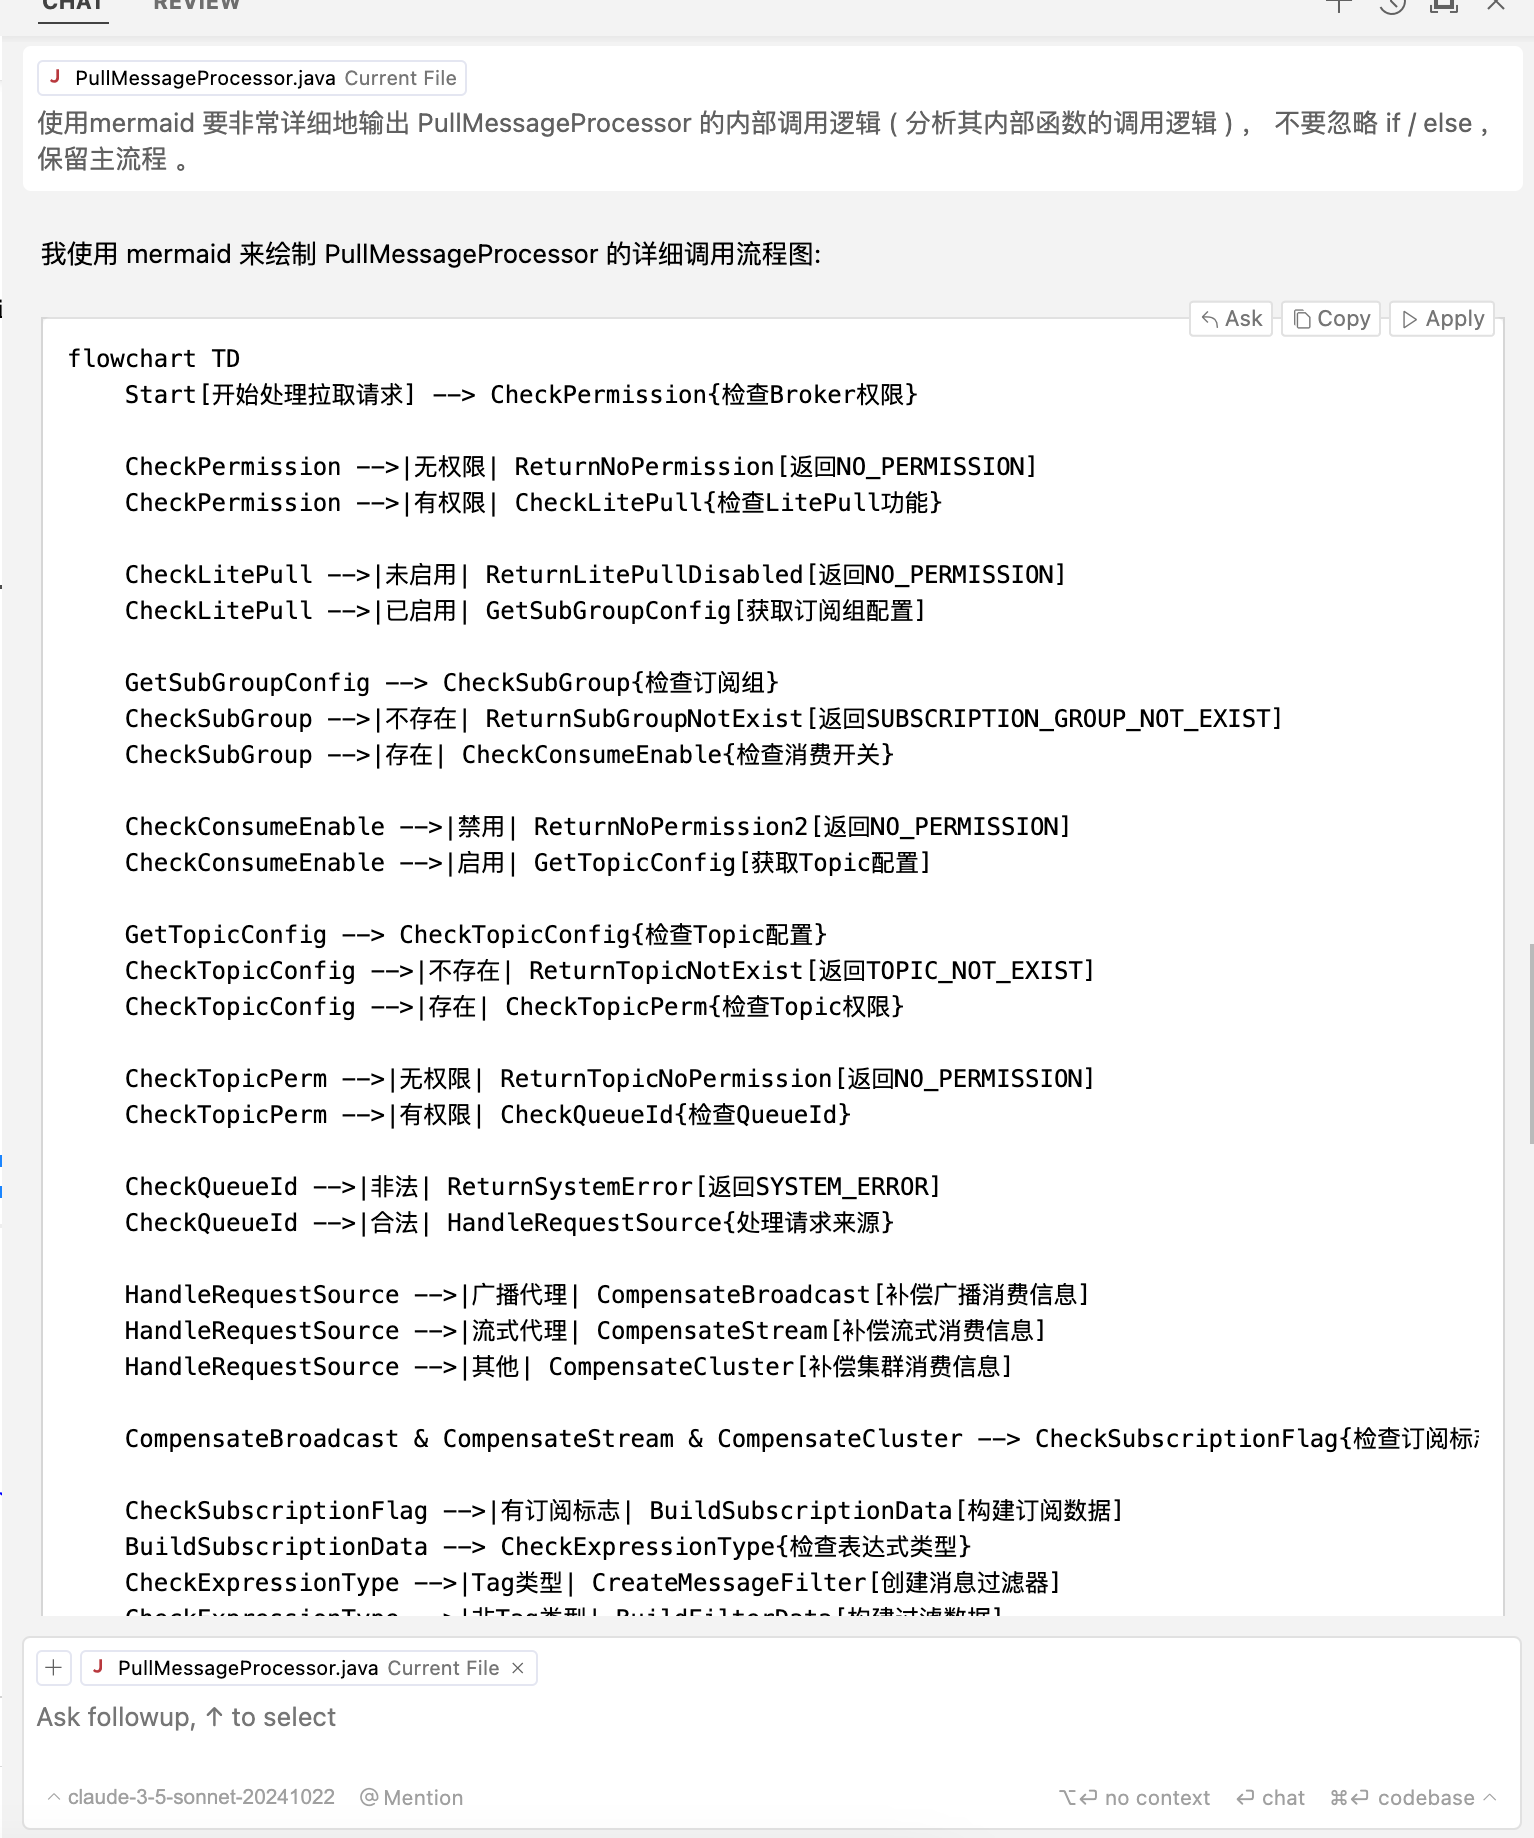 CHAT REVIEW
PullMessageProcessor.java Current File
使用mermaid 要非常详细地输出 PullMessageProcessor 的内部调用逻辑 ( 分析其内部函数的调用逻辑 ) ， 不要忽略 if / else ，
保留主流程 。
我使用 mermaid 来绘制 PullMessageProcessor 的详细调用流程图:
Ask Copy Apply
flowchart TD
Start[开始处理拉取请求] --> CheckPermission{检查Broker权限}
CheckPermission -->|无权限| ReturnNoPermission[返回NO_PERMISSION]
CheckPermission -->|有权限| CheckLitePull{检查LitePull功能}
CheckLitePull -->|未启用| ReturnLitePullDisabled[返回NO_PERMISSION]
CheckLitePull -->|已启用| GetSubGroupConfig[获取订阅组配置]
GetSubGroupConfig --> CheckSubGroup{检查订阅组}
CheckSubGroup -->|不存在| ReturnSubGroupNotExist[返回SUBSCRIPTION_GROUP_NOT_EXIST]
CheckSubGroup -->|存在| CheckConsumeEnable{检查消费开关}
CheckConsumeEnable -->|禁用| ReturnNoPermission2[返回NO_PERMISSION]
CheckConsumeEnable -->|启用| GetTopicConfig[获取Topic配置]
GetTopicConfig --> CheckTopicConfig{检查Topic配置}
CheckTopicConfig -->|不存在| ReturnTopicNotExist[返回TOPIC_NOT_EXIST]
CheckTopicConfig -->|存在| CheckTopicPerm{检查Topic权限}
CheckTopicPerm -->|无权限| ReturnTopicNoPermission[返回NO_PERMISSION]
CheckTopicPerm -->|有权限| CheckQueueId{检查QueueId}
CheckQueueId -->|非法| ReturnSystemError[返回SYSTEM_ERROR]
CheckQueueId -->|合法| HandleRequestSource{处理请求来源}
HandleRequestSource -->|广播代理| CompensateBroadcast[补偿广播消费信息]
HandleRequestSource -->|流式代理| CompensateStream[补偿流式消费信息]
HandleRequestSource -->|其他| CompensateCluster[补偿集群消费信息]
CompensateBroadcast & CompensateStream & CompensateCluster --> CheckSubscriptionFlag{检查订阅标
CheckSubscriptionFlag -->|有订阅标志| BuildSubscriptionData[构建订阅数据]
BuildSubscriptionData --> CheckExpressionType{检查表达式类型}
CheckExpressionType -->|Tag类型| CreateMessageFilter[创建消息过滤器]
CheckExpressionType -->|非Tag类型| BuildFilterData[构建过滤数据]
PullMessageProcessor.java Current File
Ask followup, ↑ to select
claude-3-5-sonnet-20241022 @ Mention ⌥↩ no context ↩ chat ⌘↩ codebase